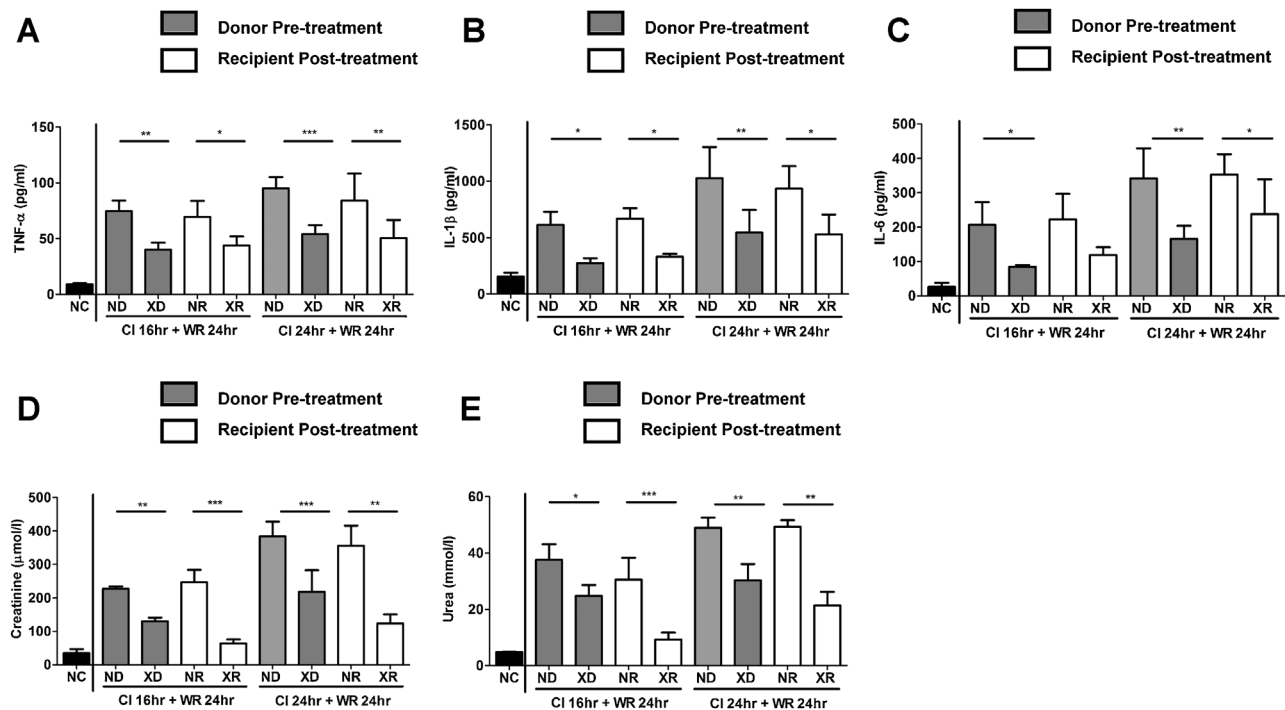 A
Donor Pre-treatment
Recipient Post-treatment
** * *** **
150
100
50
0
TNF-α (pg/ml)
NC ND XD NR XR ND XD NR XR
CI 16hr + WR 24hr CI 24hr + WR 24hr
B
Donor Pre-treatment
Recipient Post-treatment
* * ** *
1500
1000
500
0
IL-1β (pg/ml)
NC ND XD NR XR ND XD NR XR
CI 16hr + WR 24hr CI 24hr + WR 24hr
C
Donor Pre-treatment
Recipient Post-treatment
* ** *
500
400
300
200
100
0
IL-6 (pg/ml)
NC ND XD NR XR ND XD NR XR
CI 16hr + WR 24hr CI 24hr + WR 24hr
D
Donor Pre-treatment
Recipient Post-treatment
** *** *** **
500
400
300
200
100
0
Creatinine (μmol/l)
NC ND XD NR XR ND XD NR XR
CI 16hr + WR 24hr CI 24hr + WR 24hr
E
Donor Pre-treatment
Recipient Post-treatment
* *** ** **
60
40
20
0
Urea (mmol/l)
NC ND XD NR XR ND XD NR XR
CI 16hr + WR 24hr CI 24hr + WR 24hr